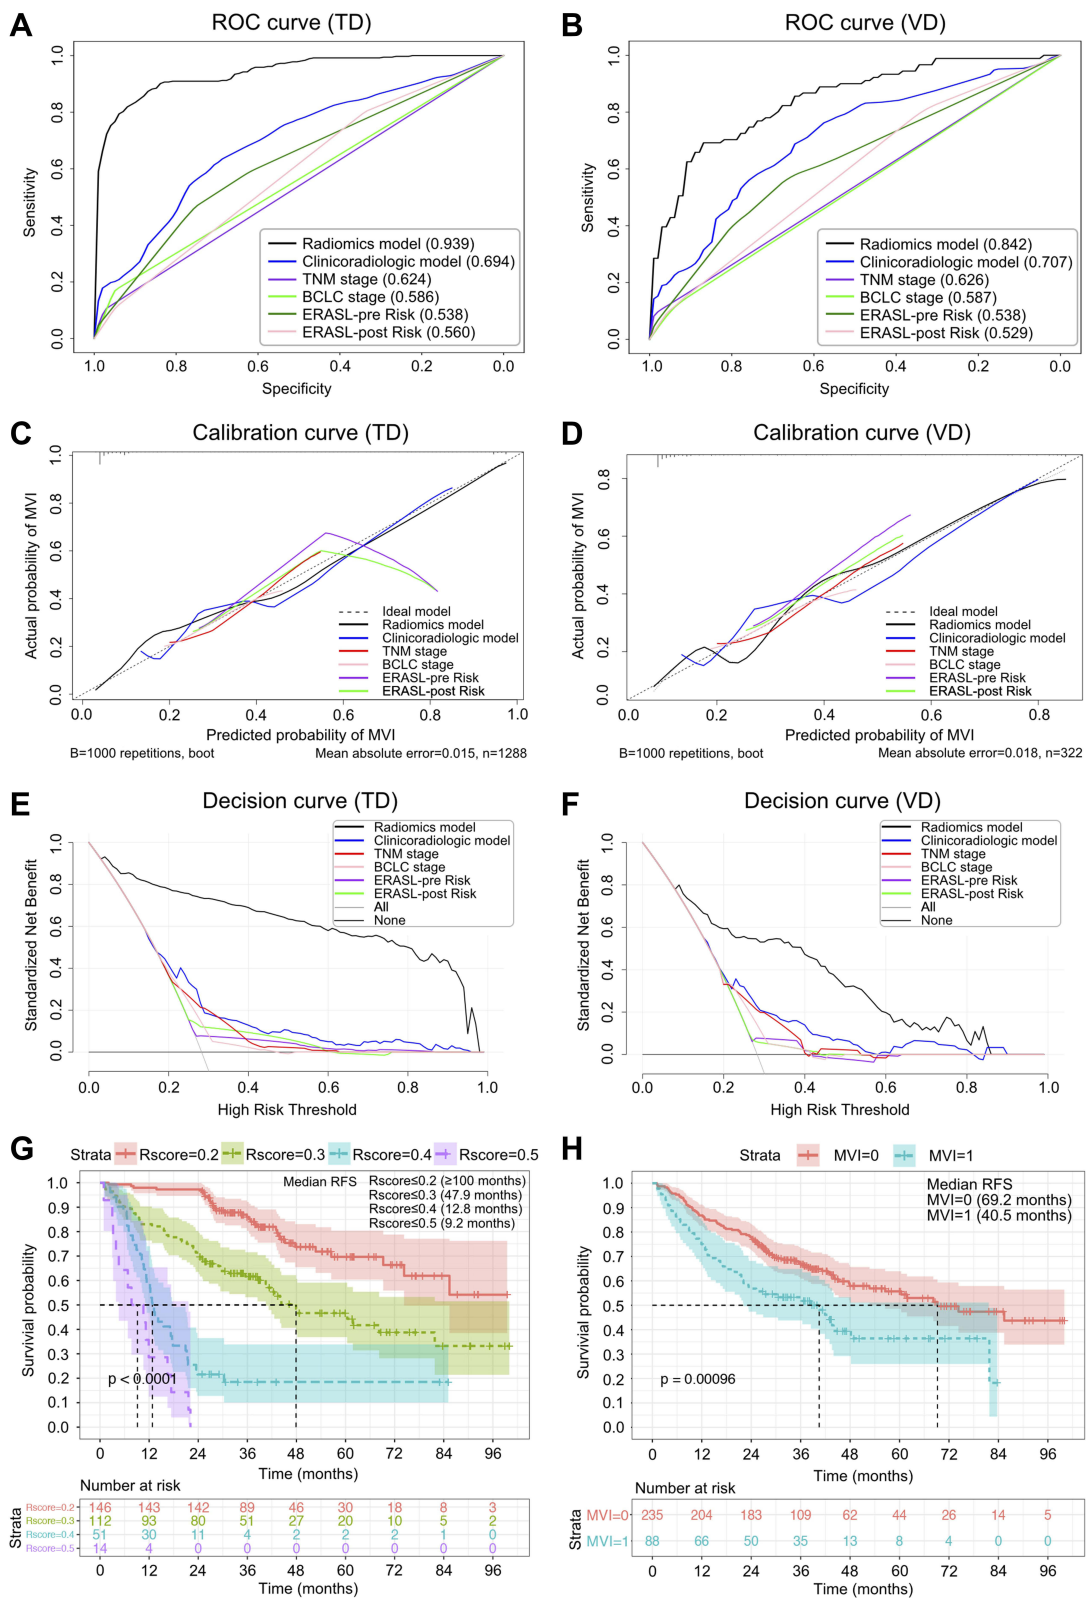 A
ROC curve (TD)
Sensitivity
1.0
0.8
0.6
0.4
0.2
0.0
Radiomics model (0.939)
Clinicoradiologic model (0.694)
TNM stage (0.624)
BCLC stage (0.586)
ERASL-pre Risk (0.538)
ERASL-post Risk (0.560)
1.0 0.8 0.6 0.4 0.2 0.0
Specificity
B
ROC curve (VD)
Sensitivity
1.0
0.8
0.6
0.4
0.2
0.0
Radiomics model (0.842)
Clinicoradiologic model (0.707)
TNM stage (0.626)
BCLC stage (0.587)
ERASL-pre Risk (0.538)
ERASL-post Risk (0.529)
1.0 0.8 0.6 0.4 0.2 0.0
Specificity
C
Calibration curve (TD)
Actual probability of MVI
1.0
0.8
0.6
0.4
0.2
0.0
Ideal model
Radiomics model
Clinicoradiologic model
TNM stage
BCLC stage
ERASL-pre Risk
ERASL-post Risk
0.0 0.2 0.4 0.6 0.8 1.0
Predicted probability of MVI
B=1000 repetitions, boot
Mean absolute error=0.015, n=1288
D
Calibration curve (VD)
Actual probability of MVI
0.8
0.6
0.4
0.2
0.0
Ideal model
Radiomics model
Clinicoradiologic model
TNM stage
BCLC stage
ERASL-pre Risk
ERASL-post Risk
0.0 0.2 0.4 0.6 0.8
Predicted probability of MVI
B=1000 repetitions, boot
Mean absolute error=0.018, n=322
E
Decision curve (TD)
Standardized Net Benefit
1.0
0.8
0.6
0.4
0.2
0.0
Radiomics model
Clinicoradiologic model
TNM stage
BCLC stage
ERASL-pre Risk
ERASL-post Risk
All
None
0.0 0.2 0.4 0.6 0.8 1.0
High Risk Threshold
F
Decision curve (VD)
Standardized Net Benefit
1.0
0.8
0.6
0.4
0.2
0.0
Radiomics model
Clinicoradiologic model
TNM stage
BCLC stage
ERASL-pre Risk
ERASL-post Risk
All
None
0.0 0.2 0.4 0.6 0.8 1.0
High Risk Threshold
G
Strata Rscore=0.2 Rscore=0.3 Rscore=0.4 Rscore=0.5
Survivial probability
1.0
0.9
0.8
0.7
0.6
0.5
0.4
0.3
0.2
0.1
0.0
Median RFS
Rscore≤0.2 (≥100 months)
Rscore≤0.3 (47.9 months)
Rscore≤0.4 (12.8 months)
Rscore≤0.5 (9.2 months)
p < 0.0001
0 12 24 36 48 60 72 84 96
Time (months)
Number at risk
Strata
Rscore=0.2 146 143 142 89 46 30 18 8 3
Rscore=0.3 112 93 80 51 27 20 10 5 2
Rscore=0.4 51 30 11 4 2 2 2 1 0
Rscore=0.5 14 4 0 0 0 0 0 0 0
0 12 24 36 48 60 72 84 96
Time (months)
H
Strata MVI=0 MVI=1
Survivial probability
1.0
0.9
0.8
0.7
0.6
0.5
0.4
0.3
0.2
0.1
0.0
Median RFS
MVI=0 (69.2 months)
MVI=1 (40.5 months)
p = 0.00096
0 12 24 36 48 60 72 84 96
Time (months)
Number at risk
Strata
MVI=0 235 204 183 109 62 44 26 14 5
MVI=1 88 66 50 35 13 8 4 0 0
0 12 24 36 48 60 72 84 96
Time (months)